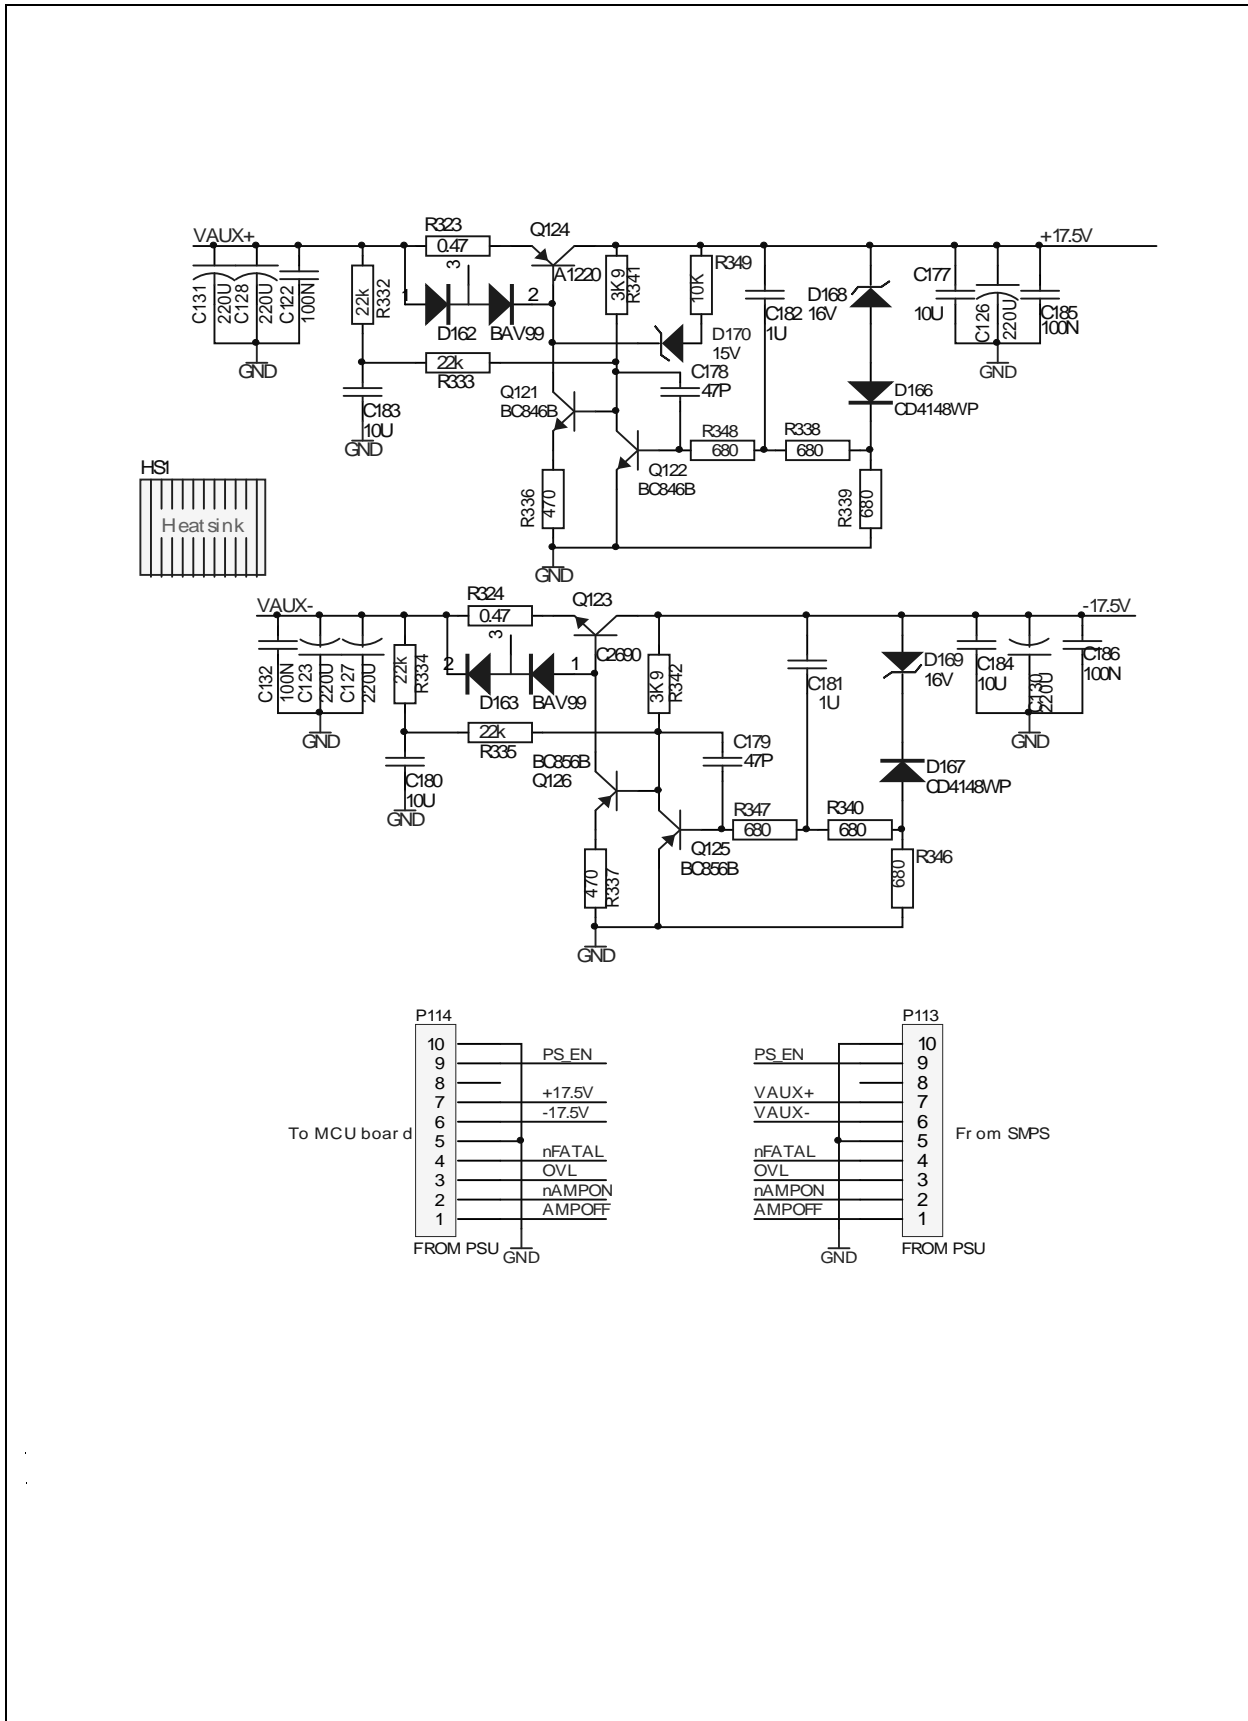 R323
Q124
VAUX+
0.47
+17.5V
3
A1220
R349
C177
C131
220U
C128
220U
C122
100N
22k
R332
1
2
3K9
R341
10K
D168
16V
C182
1U
10U
C126
220U
C185
100N
D162
BAV99
D170
15V
GND
22k
R333
C178
47P
GND
Q121
BC846B
D166
CD4148WP
C183
10U
GND
R348
680
R338
680
HS1
Heatsink
Q122
BC846B
R336
470
R339
680
GND
R324
Q123
VAUX-
0.47
-17.5V
3
C2690
C132
100N
C123
220U
C127
220U
22k
R334
2
1
3K9
R342
D169
16V
C184
10U
C130
220U
C186
100N
D163
BAV99
C181
1U
GND
22k
R335
C179
47P
GND
BC856B
Q126
D167
CD4148WP
C180
10U
GND
R347
680
R340
680
Q125
BC856B
R346
680
470
R337
GND
P114
10
9
8
7
6
5
4
3
2
1
PS_EN
+17.5V
-17.5V
nFATAL
OVL
nAMPON
AMPOFF
To MCU board
FROM PSU
GND
P113
PS_EN
VAUX+
VAUX-
nFATAL
OVL
nAMPON
AMPOFF
10
9
8
7
6
5
4
3
2
1
From SMPS
GND
FROM PSU